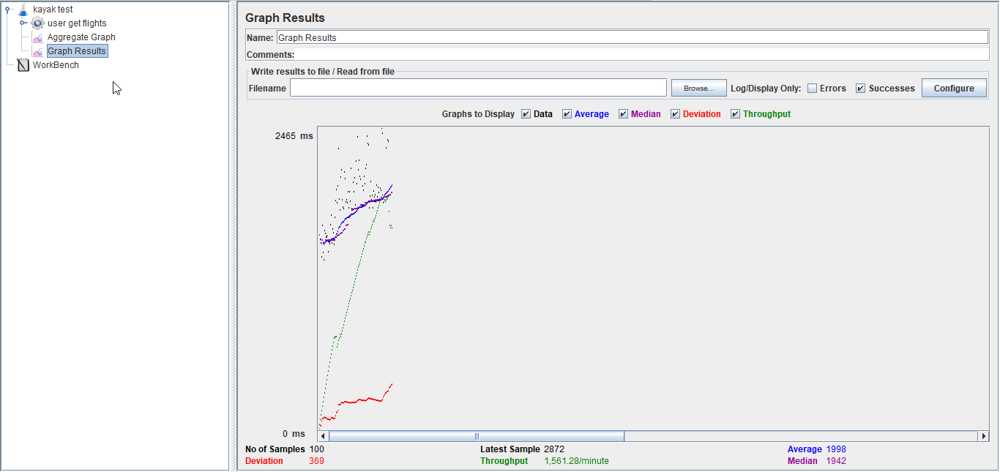 kayak test
user get flights
Aggregate Graph
Graph Results
WorkBench
Graph Results
Name: Graph Results
Comments:
Write results to file / Read from file
Filename Browse... Log/Display Only: Errors Successes Configure
Graphs to Display Data Average Median Deviation Throughput
2465 ms
0 ms
No of Samples 100 Latest Sample 2872 Average 1998
Deviation 369 Throughput 1,561.28/minute Median 1942